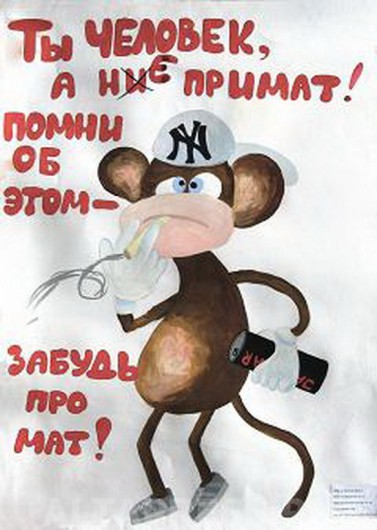 ТЫ ЧЕЛОВЕК,
А НЕ ПРИМАТ!
ПОМНИ
ОБ
ЭТОМ–
NY
ЗАБУДЬ
ПРО
МАТ!